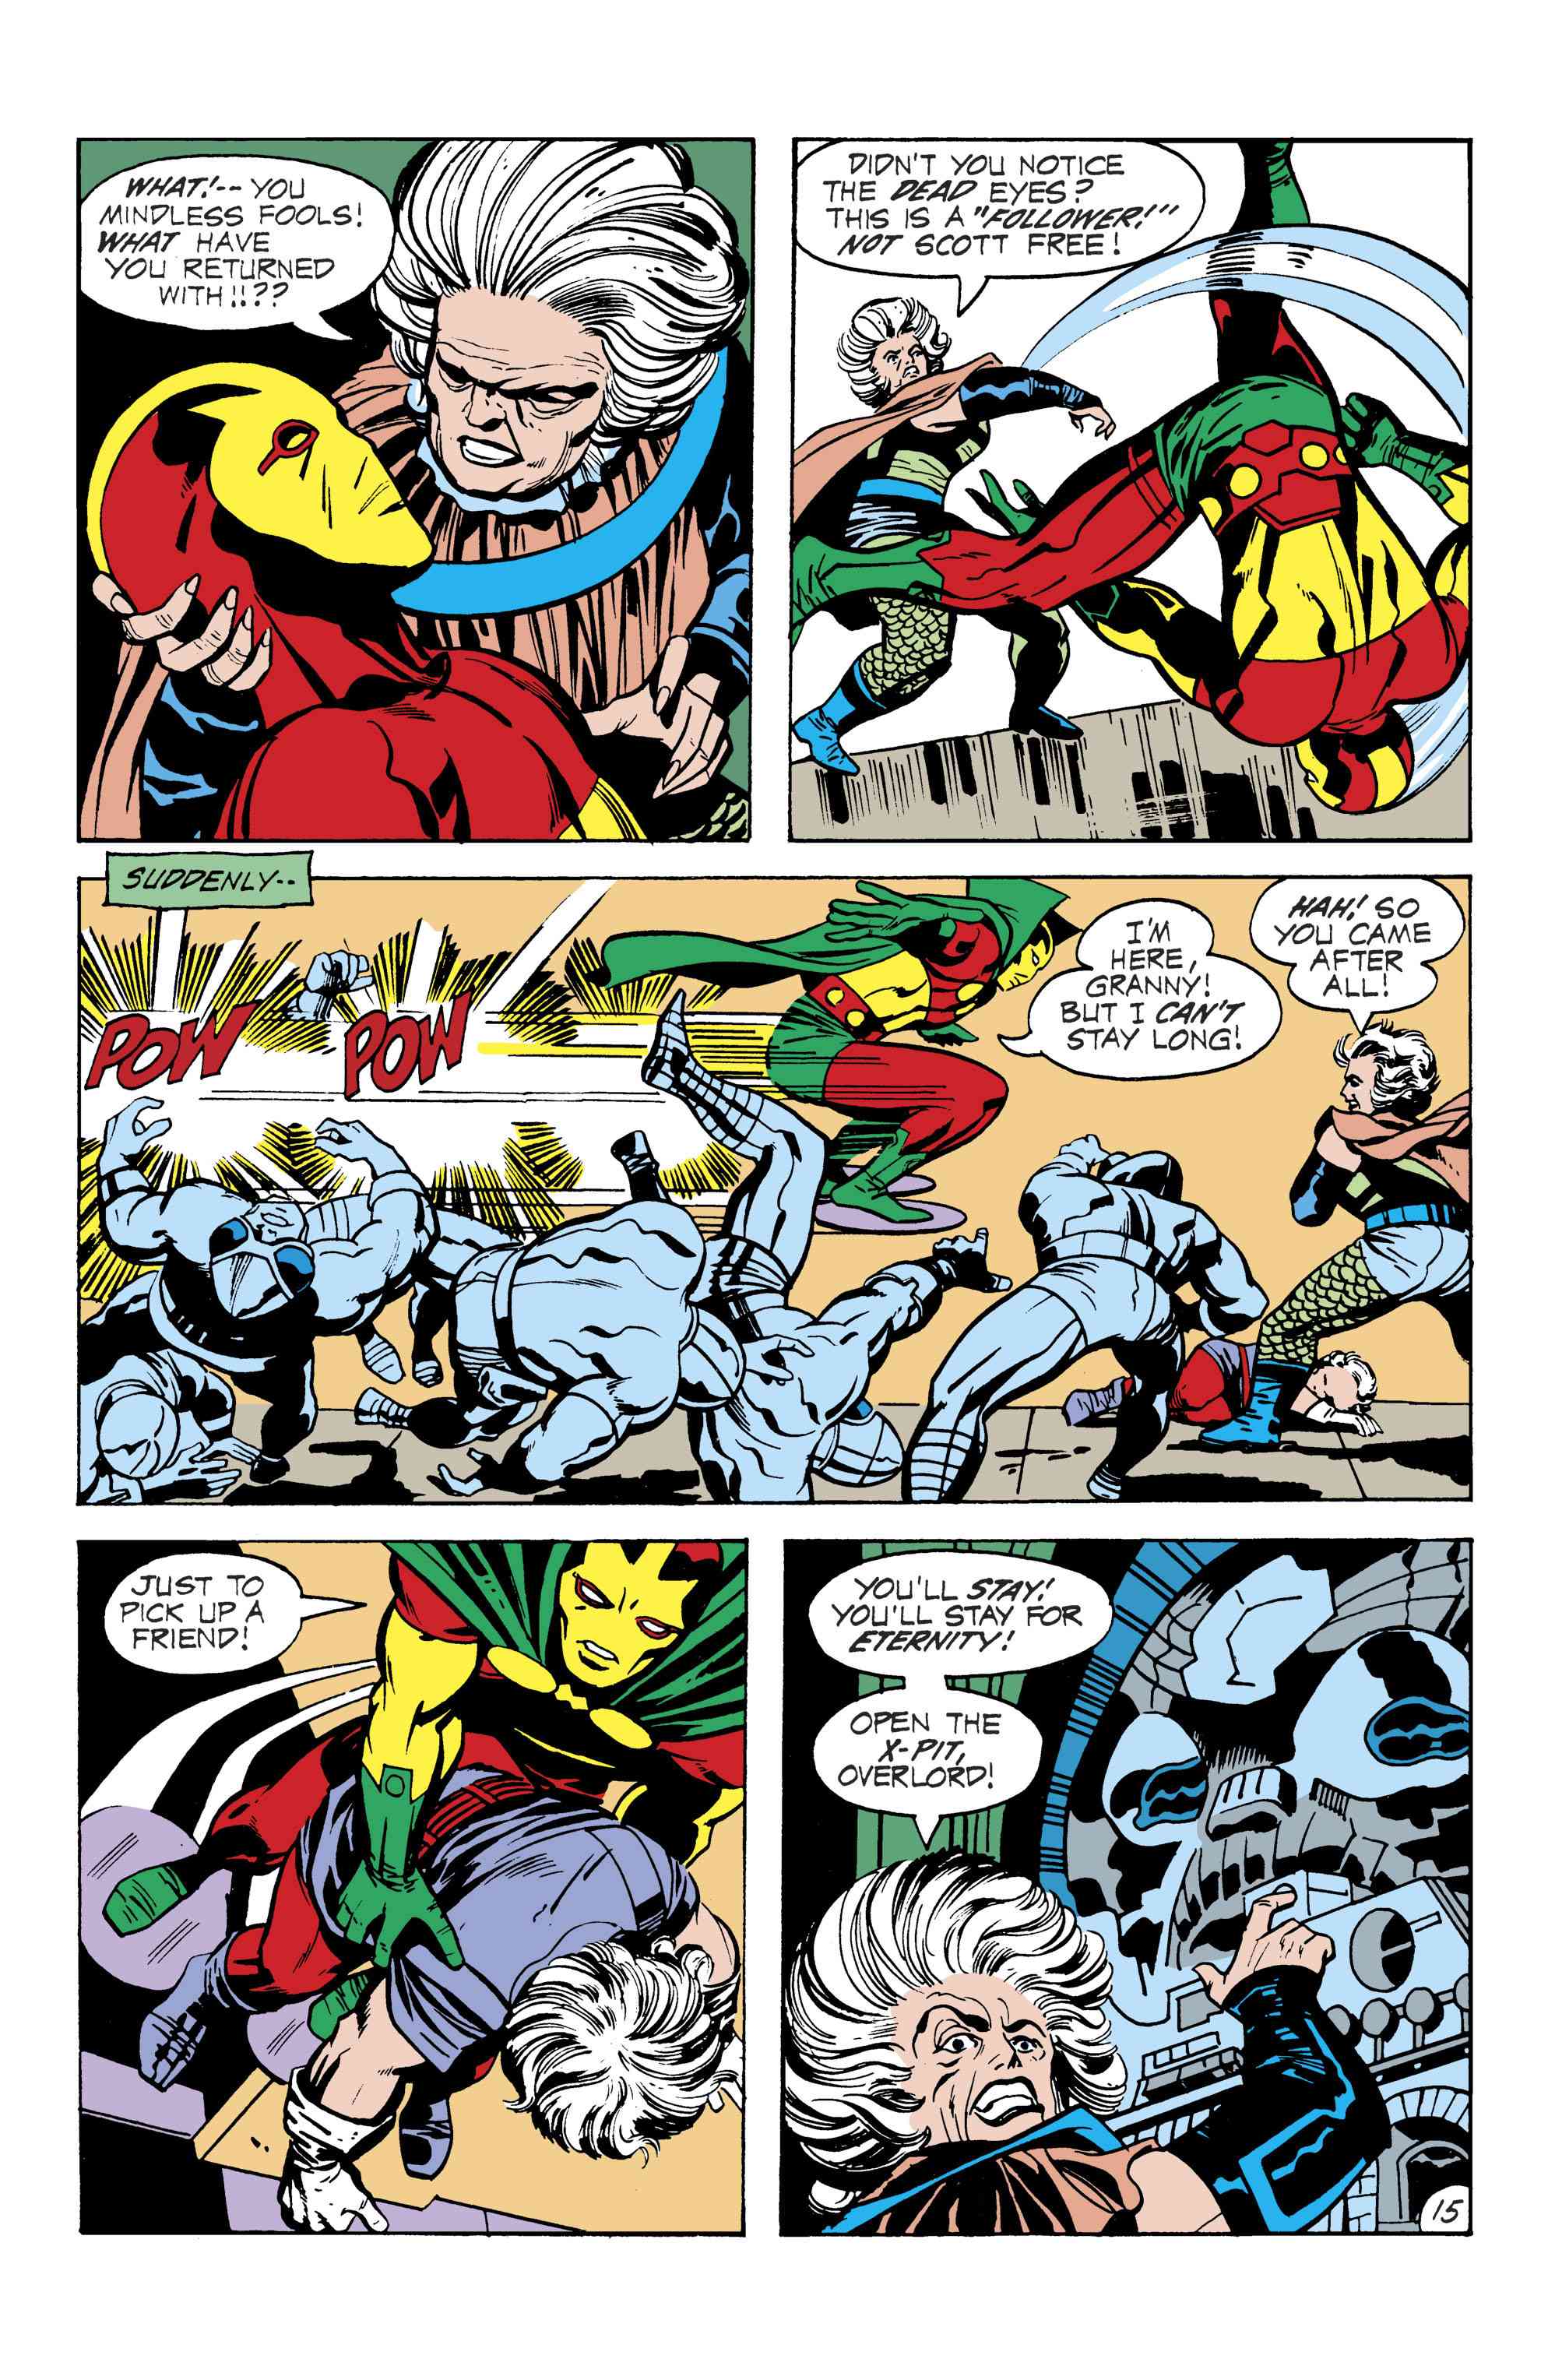 WHAT!-- YOU
MINDLESS FOOLS!
WHAT HAVE
YOU RETURNED
WITH!!??
DIDN'T YOU NOTICE
THE DEAD EYES?
THIS IS A "FOLLOWER!"
NOT SCOTT FREE!
SUDDENLY--
POW
POW
I'M
HERE,
GRANNY!
BUT I CAN'T
STAY LONG!
HAH! SO
YOU CAME
AFTER
ALL!
JUST TO
PICK UP A
FRIEND!
YOU'LL STAY!
YOU'LL STAY FOR
ETERNITY!
OPEN THE
X-PIT,
OVERLORD!
15